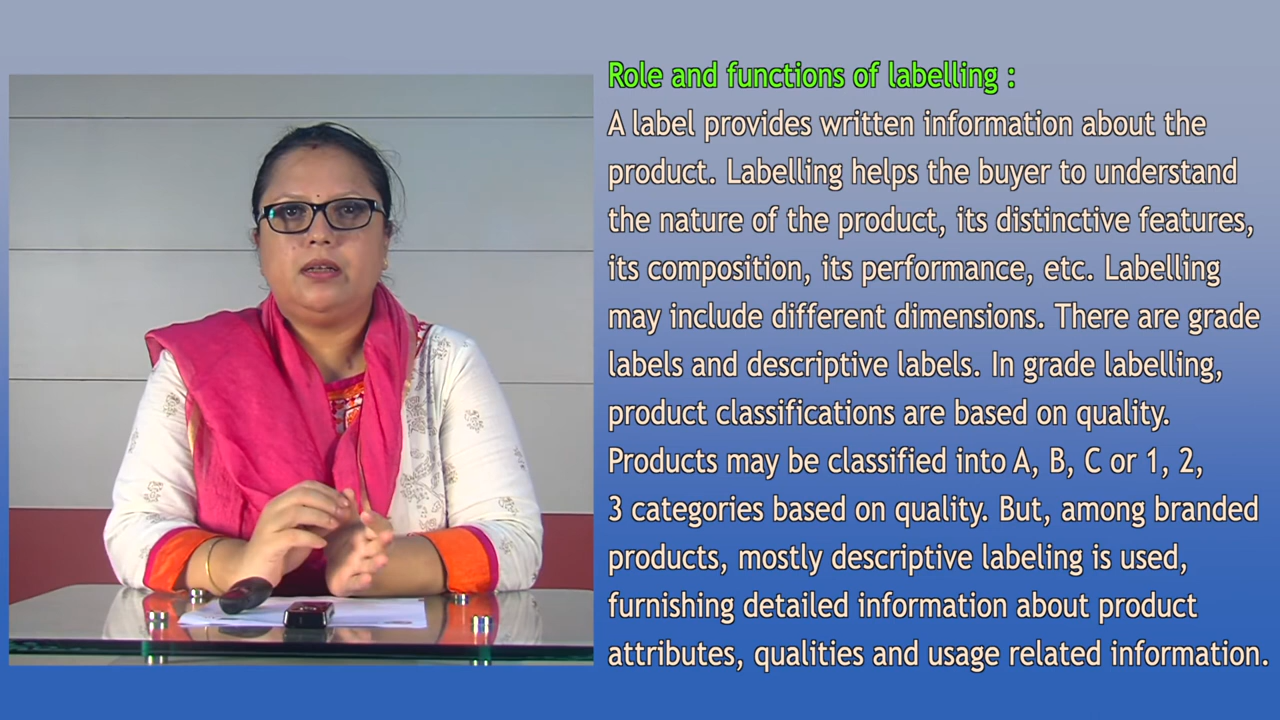 Role and functions of labelling :
A label provides written information about the
product. Labelling helps the buyer to understand
the nature of the product, its distinctive features,
its composition, its performance, etc. Labelling
may include different dimensions. There are grade
labels and descriptive labels. In grade labelling,
product classifications are based on quality.
Products may be classified into A, B, C or 1, 2,
3 categories based on quality. But, among branded
products, mostly descriptive labeling is used,
furnishing detailed information about product
attributes, qualities and usage related information.